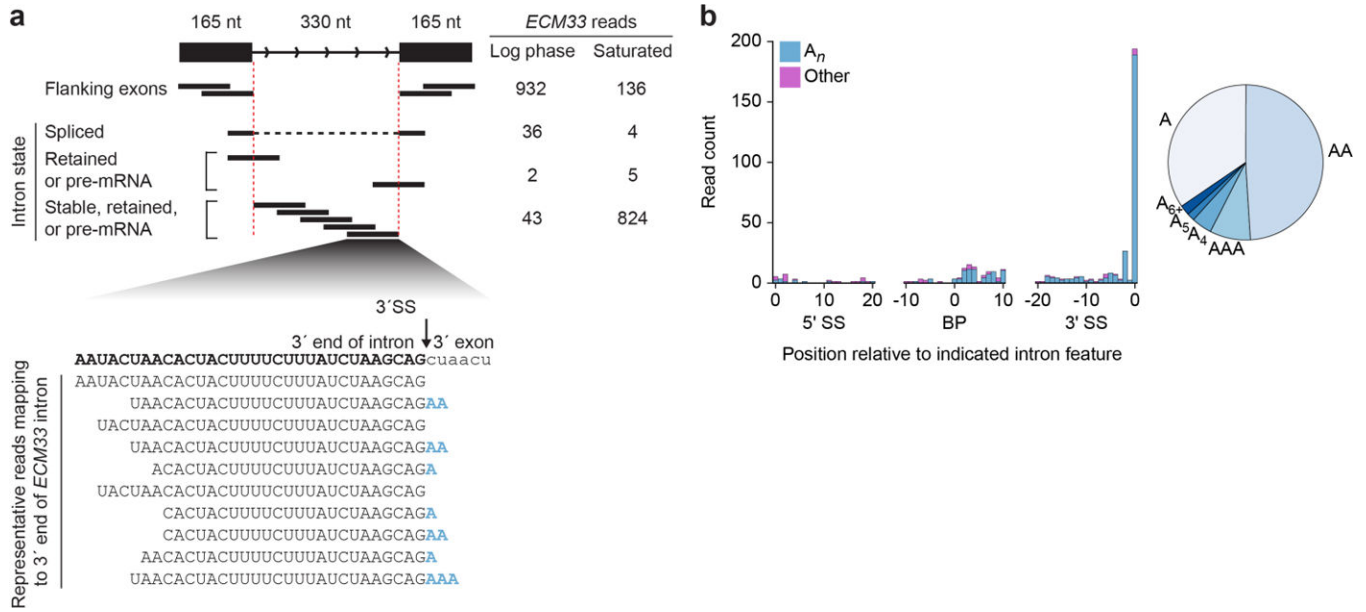 a
165 nt 330 nt 165 nt
ECM33 reads
Log phase Saturated
Flanking exons 932 136
Intron state
Spliced 36 4
Retained
or pre-mRNA 2 5
Stable, retained,
or pre-mRNA 43 824
3´SS
3´ end of intron 3´ exon
AAUACUAACACUACUUUUCUUUAUCUAAGCAGcuaacu
Representative reads mapping
to 3´ end of ECM33 intron
AAUACUAACACUACUUUUCUUUAUCUAAGCAG
UAACACUACUUUUCUUUAUCUAAGCAGAA
UACUAACACUACUUUUCUUUAUCUAAGCAG
UAACACUACUUUUCUUUAUCUAAGCAGAA
ACACUACUUUUCUUUAUCUAAGCAGA
UACUAACACUACUUUUCUUUAUCUAAGCAG
CACUACUUUUCUUUAUCUAAGCAGA
CACUACUUUUCUUUAUCUAAGCAGAA
AACACUACUUUUCUUUAUCUAAGCAGA
UAACACUACUUUUCUUUAUCUAAGCAGAAA
b
An
Other
Read count
200
150
100
50
0
0 10 20 -10 0 10 -20 -10 0
5' SS BP 3' SS
Position relative to indicated intron feature
A
AA
A6+
A5
A4
AAA